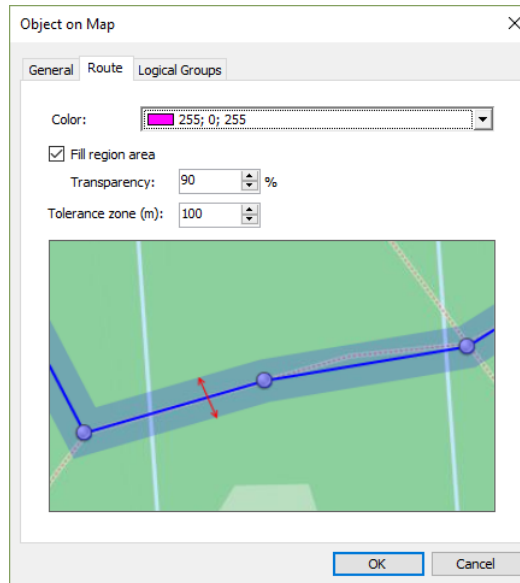 Object on Map
General Route Logical Groups
Color: 255; 0; 255
Fill region area
Transparency: 90 %
Tolerance zone (m): 100
OK Cancel